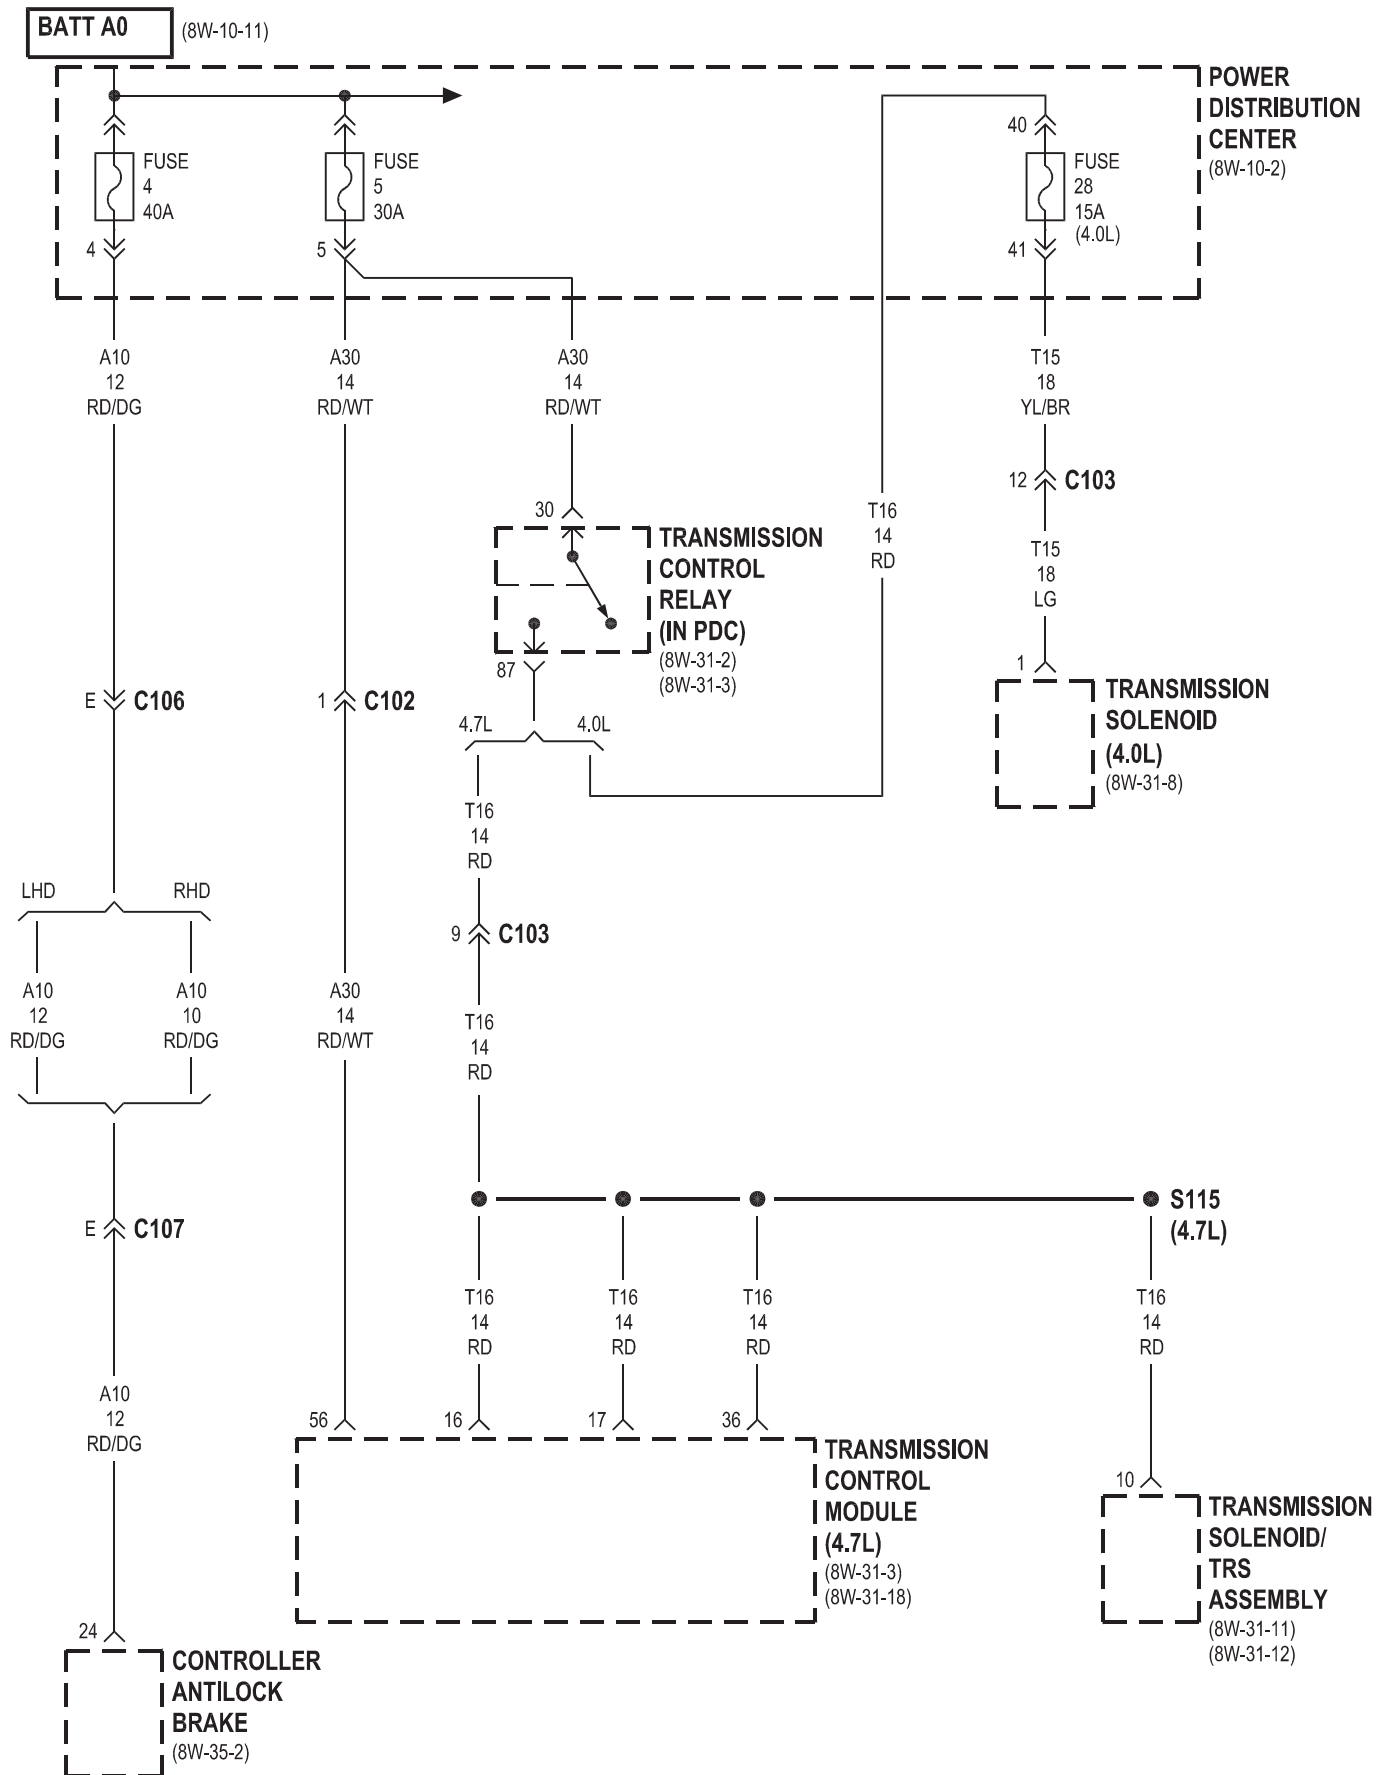 BATT A0
(8W-10-11)
POWER
DISTRIBUTION
CENTER
(8W-10-2)
FUSE
4
40A
4
FUSE
5
30A
5
40
FUSE
28
15A
(4.0L)
41
A10
12
RD/DG
A30
14
RD/WT
A30
14
RD/WT
T15
18
YL/BR
12
C103
T15
18
LG
T16
14
RD
30
TRANSMISSION
CONTROL
RELAY
(IN PDC)
(8W-31-2)
(8W-31-3)
87
1
TRANSMISSION
SOLENOID
(4.0L)
(8W-31-8)
E
C106
1
C102
4.7L
4.0L
T16
14
RD
9
C103
T16
14
RD
LHD
RHD
A10
12
RD/DG
A10
10
RD/DG
A30
14
RD/WT
S115
(4.7L)
E
C107
T16
14
RD
T16
14
RD
T16
14
RD
T16
14
RD
A10
12
RD/DG
56
16
17
36
TRANSMISSION
CONTROL
MODULE
(4.7L)
(8W-31-3)
(8W-31-18)
10
TRANSMISSION
SOLENOID/
TRS
ASSEMBLY
(8W-31-11)
(8W-31-12)
24
CONTROLLER
ANTILOCK
BRAKE
(8W-35-2)